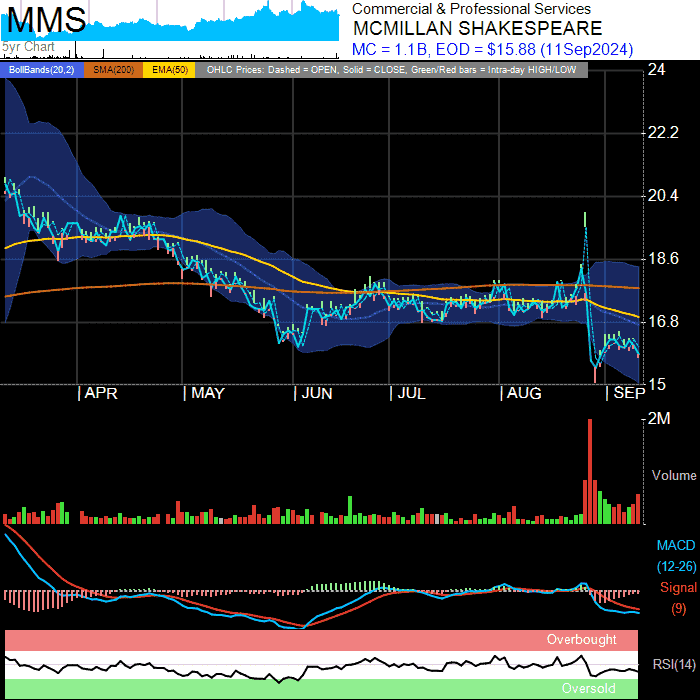 MMS
5yr Chart
Commercial & Professional Services
MCMILLAN SHAKESPEARE
MC = 1.1B, EOD = $15.88 (11Sep2024)
BollBands(20,2) SMA(200) EMA(50) OHLC Prices: Dashed = OPEN, Solid = CLOSE, Green/Red bars = Intra-day HIGH/LOW
24
22.2
20.4
18.6
16.8
15
APR MAY JUN JUL AUG SEP
2M
Volume
MACD
(12-26)
Signal
(9)
Overbought
RSI(14)
Oversold